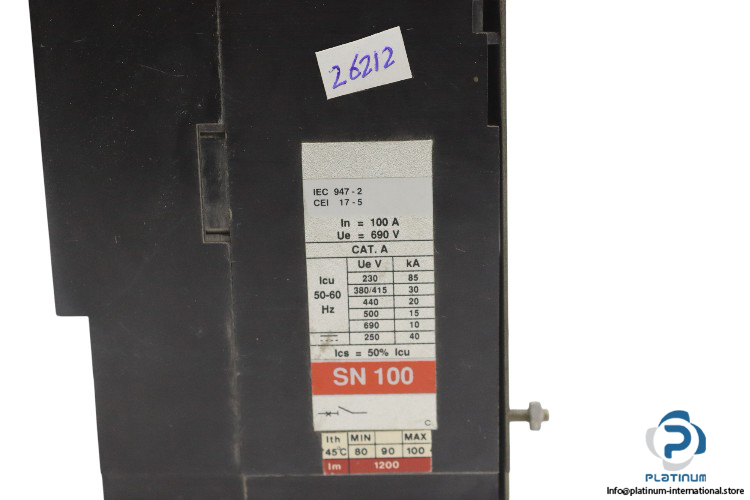 26212
IEC 947-2
CEI 17-5
In = 100 A
Ue = 690 V
CAT. A
Icu 50-60 Hz
Ue V kA
230 85
380/415 30
440 20
500 15
690 10
250 40
Ics = 50% Icu
SN 100
C
Ith MIN MAX
45°C 80 90 100
Im 1200
PLATINUM
Info@platinum-international.store